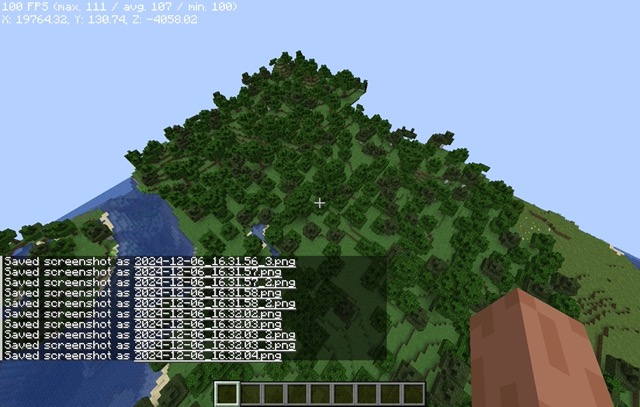 100 FPS (max. 111 / avg. 107 / min. 100)
X: 19764.32, Y: 130.74, Z: -4058.02
Saved screenshot as 2024-12-06_16.31.56_3.png
Saved screenshot as 2024-12-06_16.31.57.png
Saved screenshot as 2024-12-06_16.31.57_2.png
Saved screenshot as 2024-12-06_16.31.58.png
Saved screenshot as 2024-12-06_16.31.58_2.png
Saved screenshot as 2024-12-06_16.32.02.png
Saved screenshot as 2024-12-06_16.32.03.png
Saved screenshot as 2024-12-06_16.32.03_2.png
Saved screenshot as 2024-12-06_16.32.03_3.png
Saved screenshot as 2024-12-06_16.32.04.png